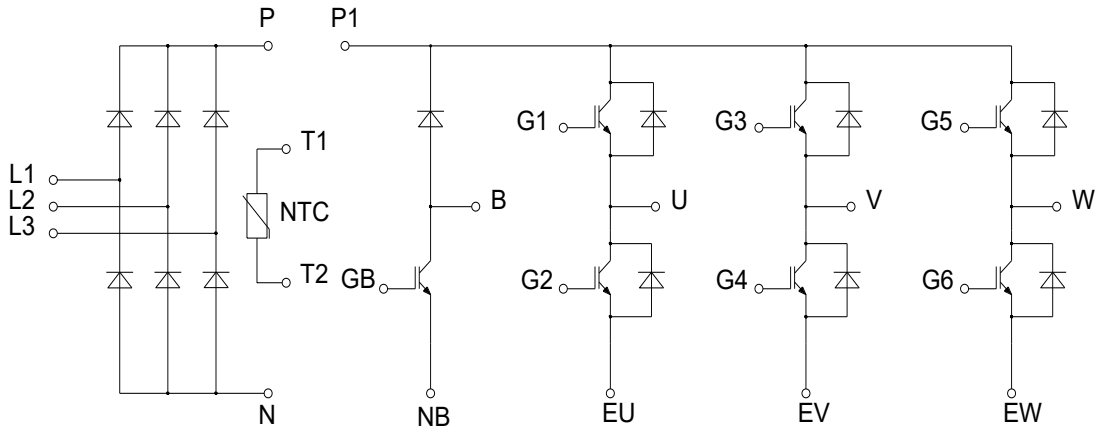 P P1
G1 G3 G5
T1
L1
L2 NTC B U V W
L3
T2
GB G2 G4 G6
N NB EU EV EW